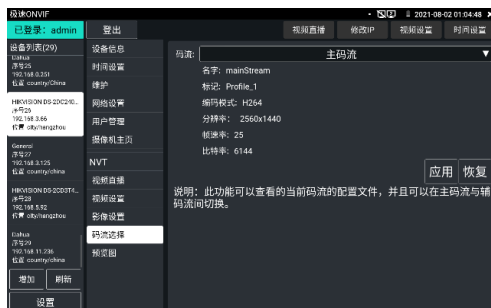 极速ONVIF
2021-08-02 01:04:48
已登录: admin
登出
视频直播
修改IP
视频设置
时间设置
设备列表(29)
Dahua
序号25
192.168.0.251
位置 country/China
HIKVISION DS-2DC240...
序号26
192.168.3.66
位置 city/hangzhou
General
序号27
192.168.3.125
位置 country/china
HIKVISION DS-2CD3T4...
序号28
192.168.5.92
位置 city/hangzhou
Dahua
序号29
192.168.11.236
位置 country/china
增加
刷新
设置
设备信息
时间设置
维护
网络设置
用户管理
摄像机主页
NVT
视频直播
视频设置
影像设置
码流选择
预览图
码流:
主码流
名字: mainStream
标记: Profile_1
编码模式: H264
分辨率: 2560x1440
帧速率: 25
比特率: 6144
应用
恢复
说明: 此功能可以查看的当前码流的配置文件，并且可以在主码流与辅
码流间切换。